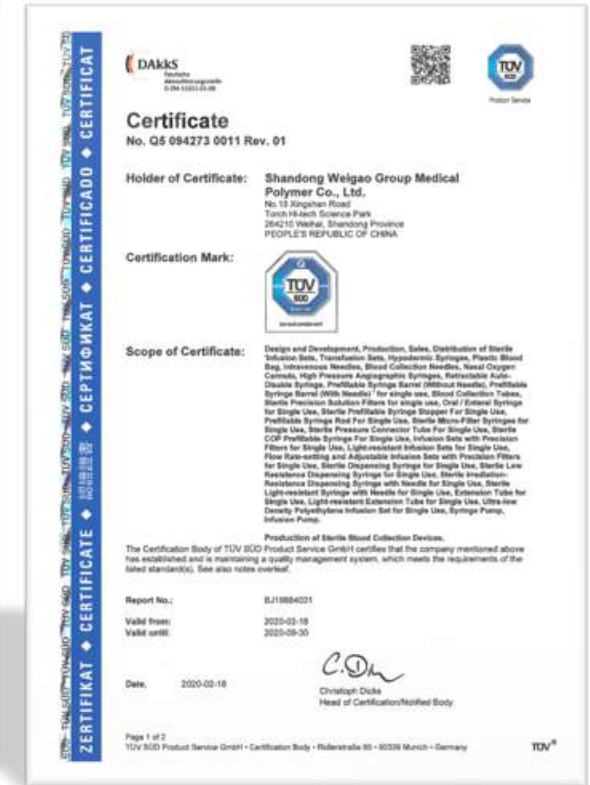 DAkkS
Deutsche
Akkreditierungsstelle
TÜV
SÜD
Product Service
Certificate
No. Q5 094273 0011 Rev. 01
Holder of Certificate: Shandong Weigao Group Medical
Polymer Co., Ltd.
No.18 Xingshan Road
Torch Hi-tech Science Park
264210 Weihai, Shandong Province
PEOPLE'S REPUBLIC OF CHINA
Certification Mark:
TÜV
SÜD
Scope of Certificate: Design and Development, Production, Sales, Distribution of Sterile
Infusion Sets, Transfusion Sets, Hypodermic Syringes, Plastic Blood
Bag, Intravenous Needles, Blood Collection Needles, Nasal Oxygen
Cannula, High Pressure Angiographic Syringes, Retractable Auto-
Disable Syringe, Prefillable Syringe Barrel (Without Needle), Prefillable
Syringe Barrel (With Needle) for single use, Blood Collection Tubes,
Sterile Precision Solution Filters for single use, Oral / Enteral Syringe
for Single Use, Sterile Prefillable Syringe Stopper For Single Use,
Prefillable Syringe Rod For Single Use, Sterile Micro-Filter Syringes for
Single Use, Sterile Pressure Connector Tube For Single Use, Sterile
COP Prefillable Syringe For Single Use, Infusion Sets with Precision
Filters for Single Use, Light-resistant Infusion Sets for Single Use,
Flow Rate-setting and Adjustable Infusion Sets with Precision Filters
for Single Use, Sterile Dispensing Syringe for Single Use, Sterile Low
Resistance Dispensing Syringe for Single Use, Sterile Irradiation-
Resistance Dispensing Syringe with Needle for Single Use, Sterile
Light-resistant Syringe with Needle for Single Use, Extension Tube for
Single Use, Light-resistant Extension Tube for Single Use, Ultra-low
Density Polyethylene Infusion Set for Single Use, Syringe Pump,
Infusion Pump.
Production of Sterile Blood Collection Devices.
The Certification Body of TÜV SÜD Product Service GmbH certifies that the company mentioned above
has established and is maintaining a quality management system, which meets the requirements of the
listed standard(s). See also notes overleaf.
Report No.:
Valid from: 2020-02-18
Valid until:
Date, 2020-02-18
Christoph Dicks
Head of Certification/Notified Body
Page 1 of 2
TÜV SÜD Product Service GmbH • Certification Body • Ridlerstraße 65 • 80339 Munich • Germany
TÜV®
ZERTIFIKAT ◆ CERTIFICATE ◆ 認證證書 ◆ СЕРТИФИКАТ ◆ CERTIFICADO ◆ CERTIFICAT